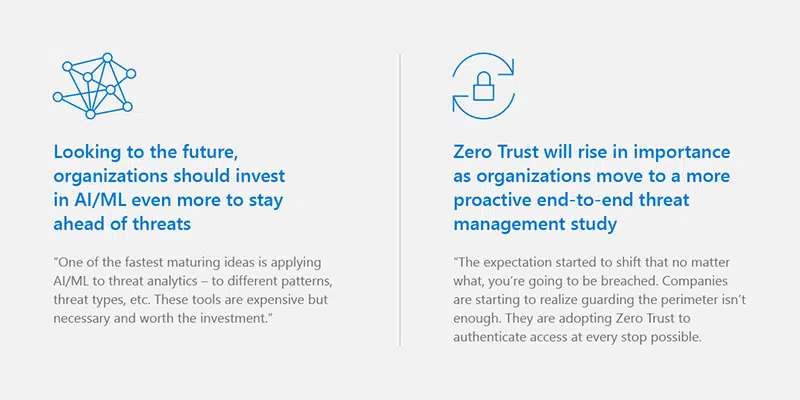 Looking to the future,
organizations should invest
in AI/ML even more to stay
ahead of threats
“One of the fastest maturing ideas is applying
AI/ML to threat analytics – to different patterns,
threat types, etc. These tools are expensive but
necessary and worth the investment.”
Zero Trust will rise in importance
as organizations move to a more
proactive end-to-end threat
management study
“The expectation started to shift that no matter
what, you’re going to be breached. Companies
are starting to realize guarding the perimeter isn’t
enough. They are adopting Zero Trust to
authenticate access at every stop possible.